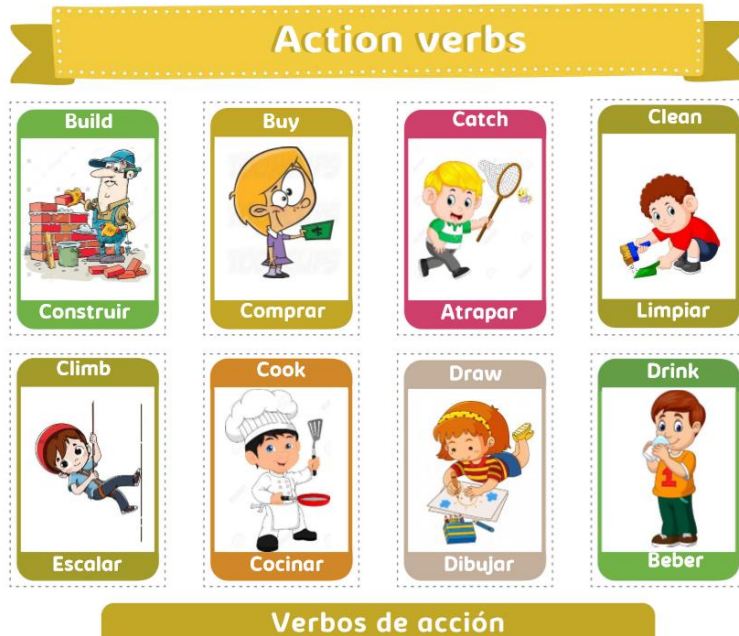 Action verbs
Build
Buy
Catch
Clean
Construir
Comprar
Atrapar
Limpiar
Climb
Cook
Draw
Drink
1
Escalar
Cocinar
Dibujar
Beber
Verbos de acción